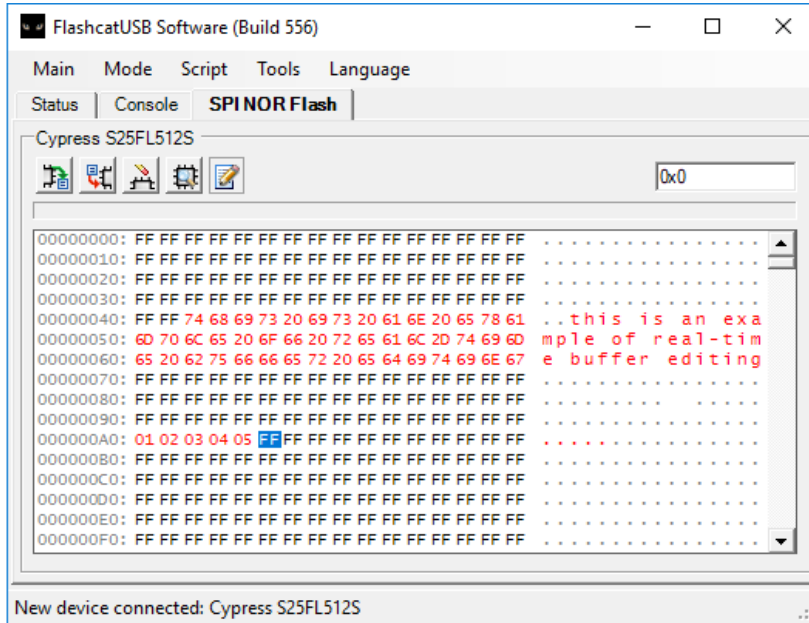 FlashcatUSB Software (Build 556)
Main Mode Script Tools Language
Status Console SPI NOR Flash
Cypress S25FL512S
0x0
00000000: FF FF FF FF FF FF FF FF FF FF FF FF FF FF FF FF ................
00000010: FF FF FF FF FF FF FF FF FF FF FF FF FF FF FF FF ................
00000020: FF FF FF FF FF FF FF FF FF FF FF FF FF FF FF FF ................
00000030: FF FF FF FF FF FF FF FF FF FF FF FF FF FF FF FF ................
00000040: FF FF 74 68 69 73 20 69 73 20 61 6E 20 65 78 61 ..this is an exa
00000050: 6D 70 6C 65 20 6F 66 20 72 65 61 6C 2D 74 69 6D mple of real-tim
00000060: 65 20 62 75 66 66 65 72 20 65 64 69 74 69 6E 67 e buffer editing
00000070: FF FF FF FF FF FF FF FF FF FF FF FF FF FF FF FF ................
00000080: FF FF FF FF FF FF FF FF FF FF FF FF FF FF FF FF .......... .....
00000090: FF FF FF FF FF FF FF FF FF FF FF FF FF FF FF FF ................
000000A0: 01 02 03 04 05 FF FF FF FF FF FF FF FF FF FF FF ................
000000B0: FF FF FF FF FF FF FF FF FF FF FF FF FF FF FF FF ................
000000C0: FF FF FF FF FF FF FF FF FF FF FF FF FF FF FF FF ................
000000D0: FF FF FF FF FF FF FF FF FF FF FF FF FF FF FF FF ................
000000E0: FF FF FF FF FF FF FF FF FF FF FF FF FF FF FF FF ................
000000F0: FF FF FF FF FF FF FF FF FF FF FF FF FF FF FF FF ................
New device connected: Cypress S25FL512S